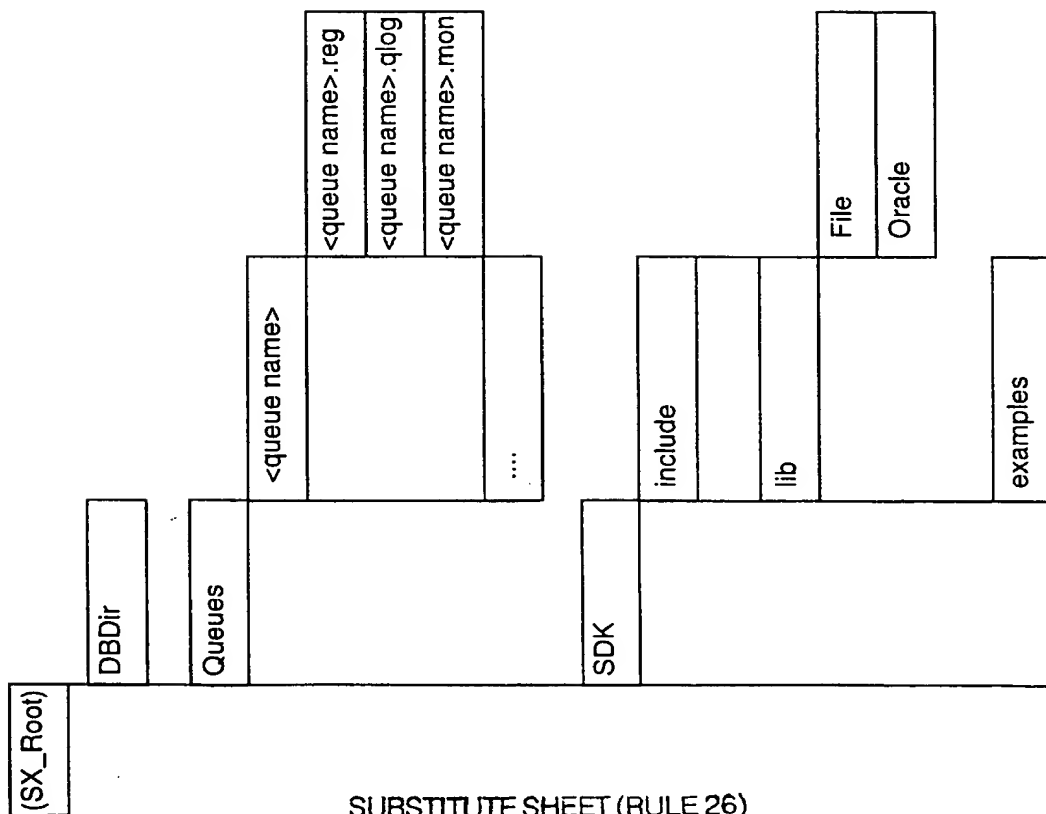 (SX_Root)
DBDir
Queues
<queue name>
<queue name>.reg
<queue name>.qlog
<queue name>.mon
....
SDK
include
lib
File
Oracle
examples
SUBSTITUTE SHEET (RULE 26)